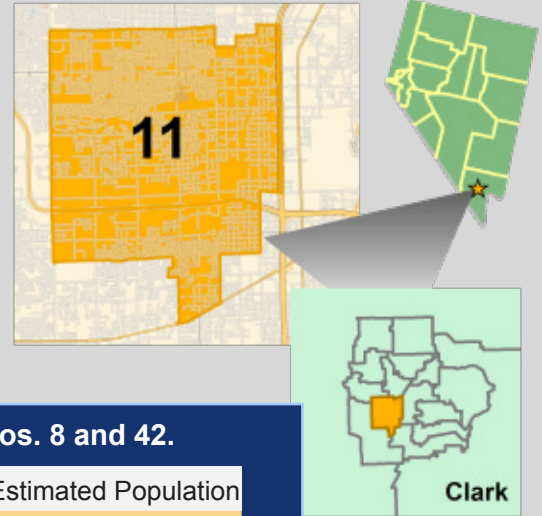 11
os. 8 and 42.
Estimated Population
Clark